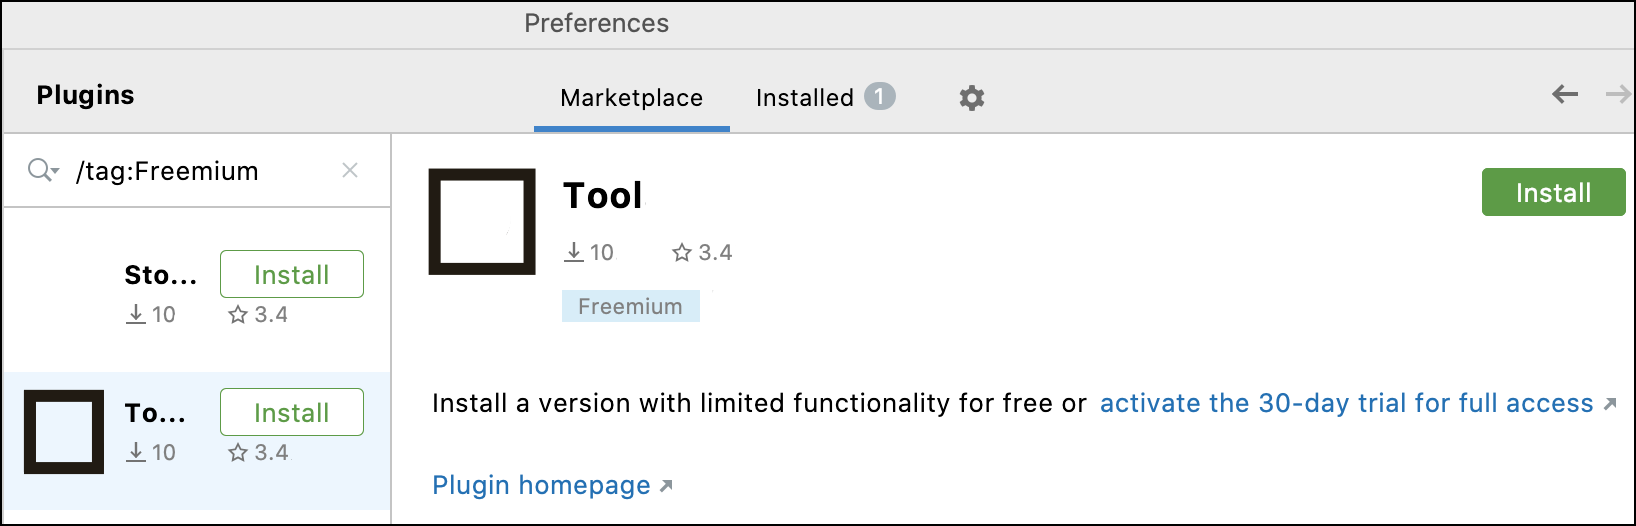 Preferences
Plugins
Marketplace Installed 1
/tag:Freemium
Sto... Install
10 3.4
To... Install
10 3.4
Tool
Install
10 3.4
Freemium
Install a version with limited functionality for free or activate the 30-day trial for full access
Plugin homepage